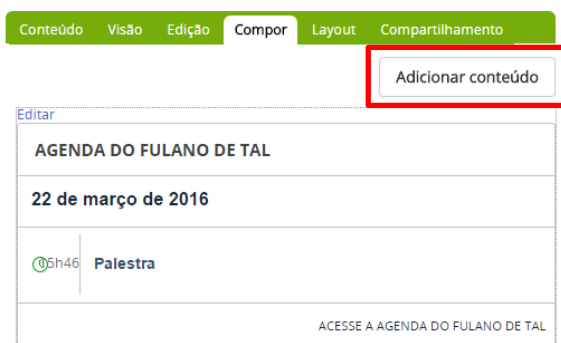 Conteúdo Visão Edição Compor Layout Compartilhamento
Adicionar conteúdo
Editar
AGENDA DO FULANO DE TAL
22 de março de 2016
15h46 Palestra
ACESSE A AGENDA DO FULANO DE TAL